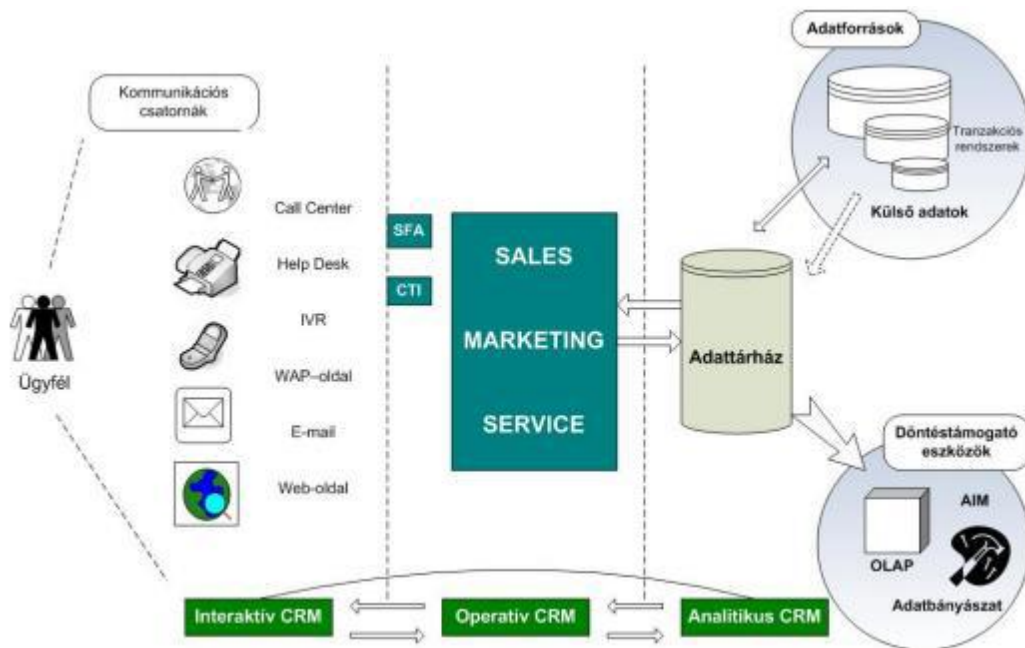 Kommunikációs
csatornák
Ügyfél
Call Center
Help Desk
IVR
WAP–oldal
E-mail
Web-oldal
SFA
CTI
SALES
MARKETING
SERVICE
Adattárház
Adatforrások
Tranzakciós
rendszerek
Külső adatok
Döntéstámogató
eszközök
AIM
OLAP
Adatbányászat
Interaktív CRM
Operatív CRM
Analitikus CRM